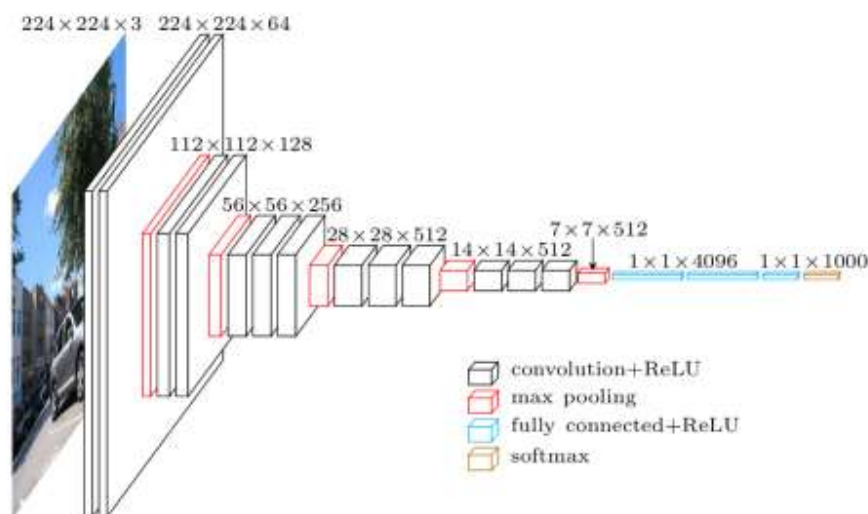 224×224×3
224×224×64
112×112×128
56×56×256
28×28×512
14×14×512
7×7×512
1×1×4096
1×1×1000
convolution+ReLU
max pooling
fully connected+ReLU
softmax